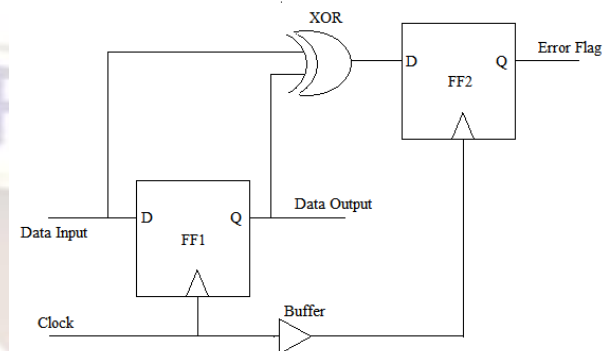 XOR
D
Q
FF2
Error Flag
D
Q
FF1
Data Output
Data Input
Clock
Buffer